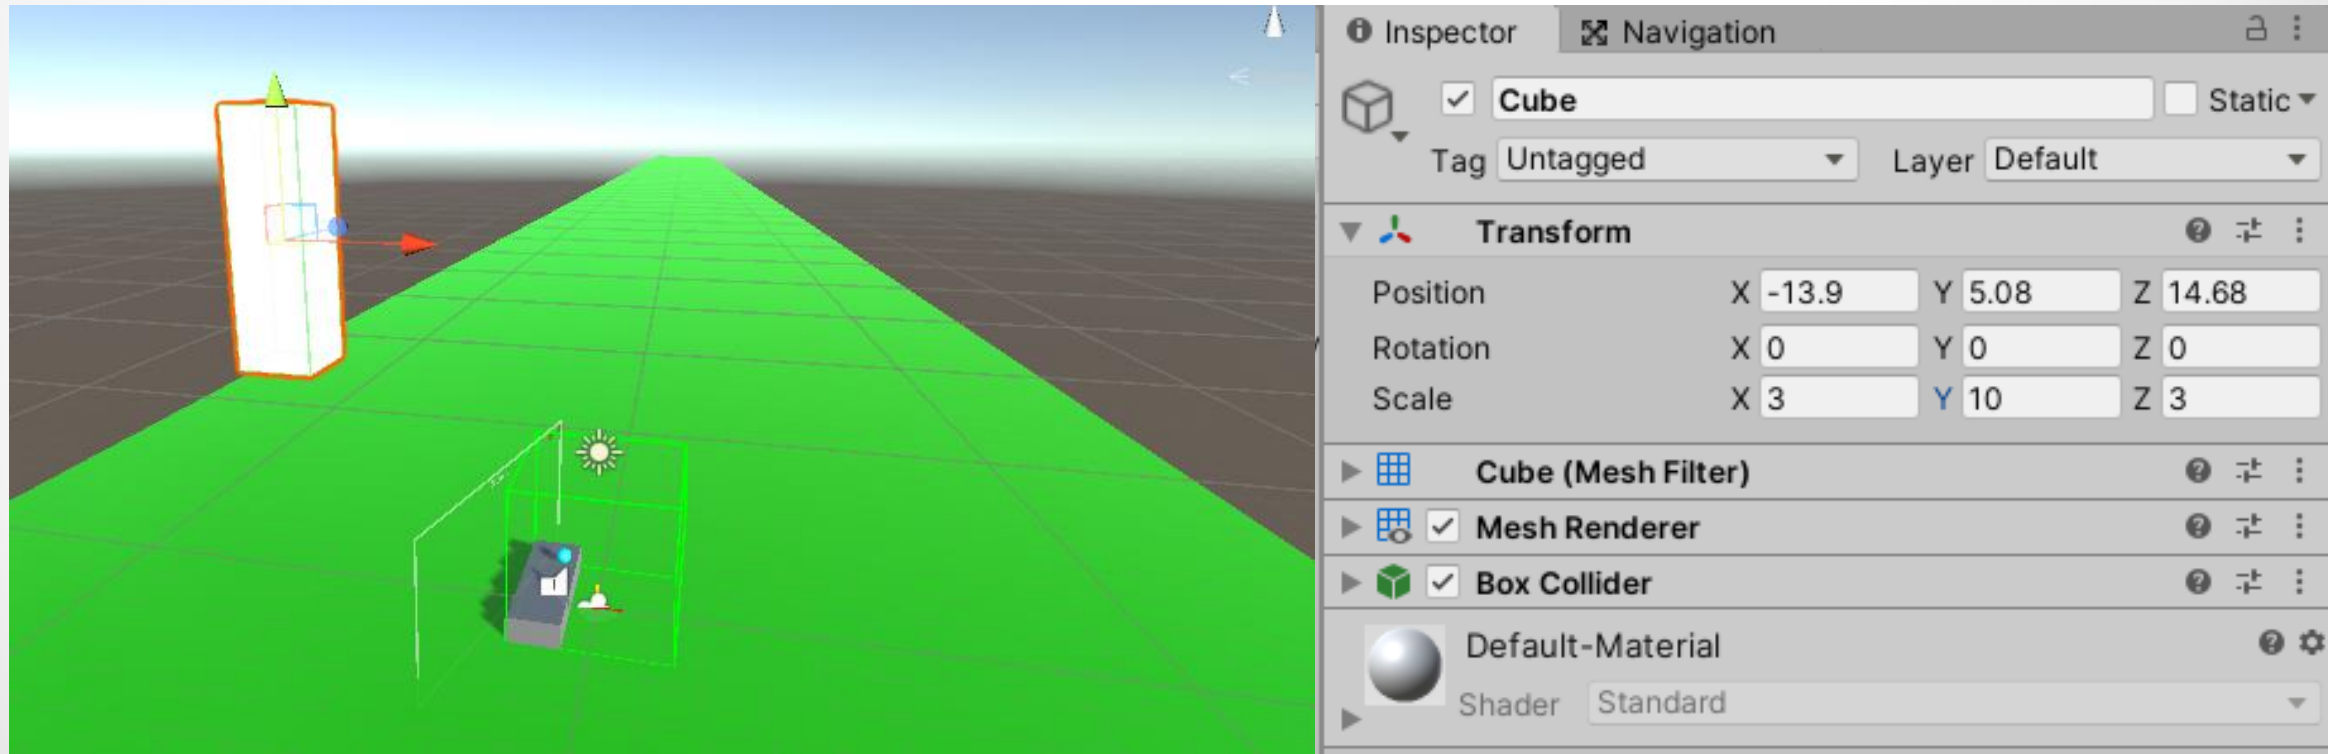 Inspector
Navigation
Cube
Static
Tag Untagged
Layer Default
Transform
Position X -13.9 Y 5.08 Z 14.68
Rotation X 0 Y 0 Z 0
Scale X 3 Y 10 Z 3
Cube (Mesh Filter)
Mesh Renderer
Box Collider
Default-Material
Shader Standard